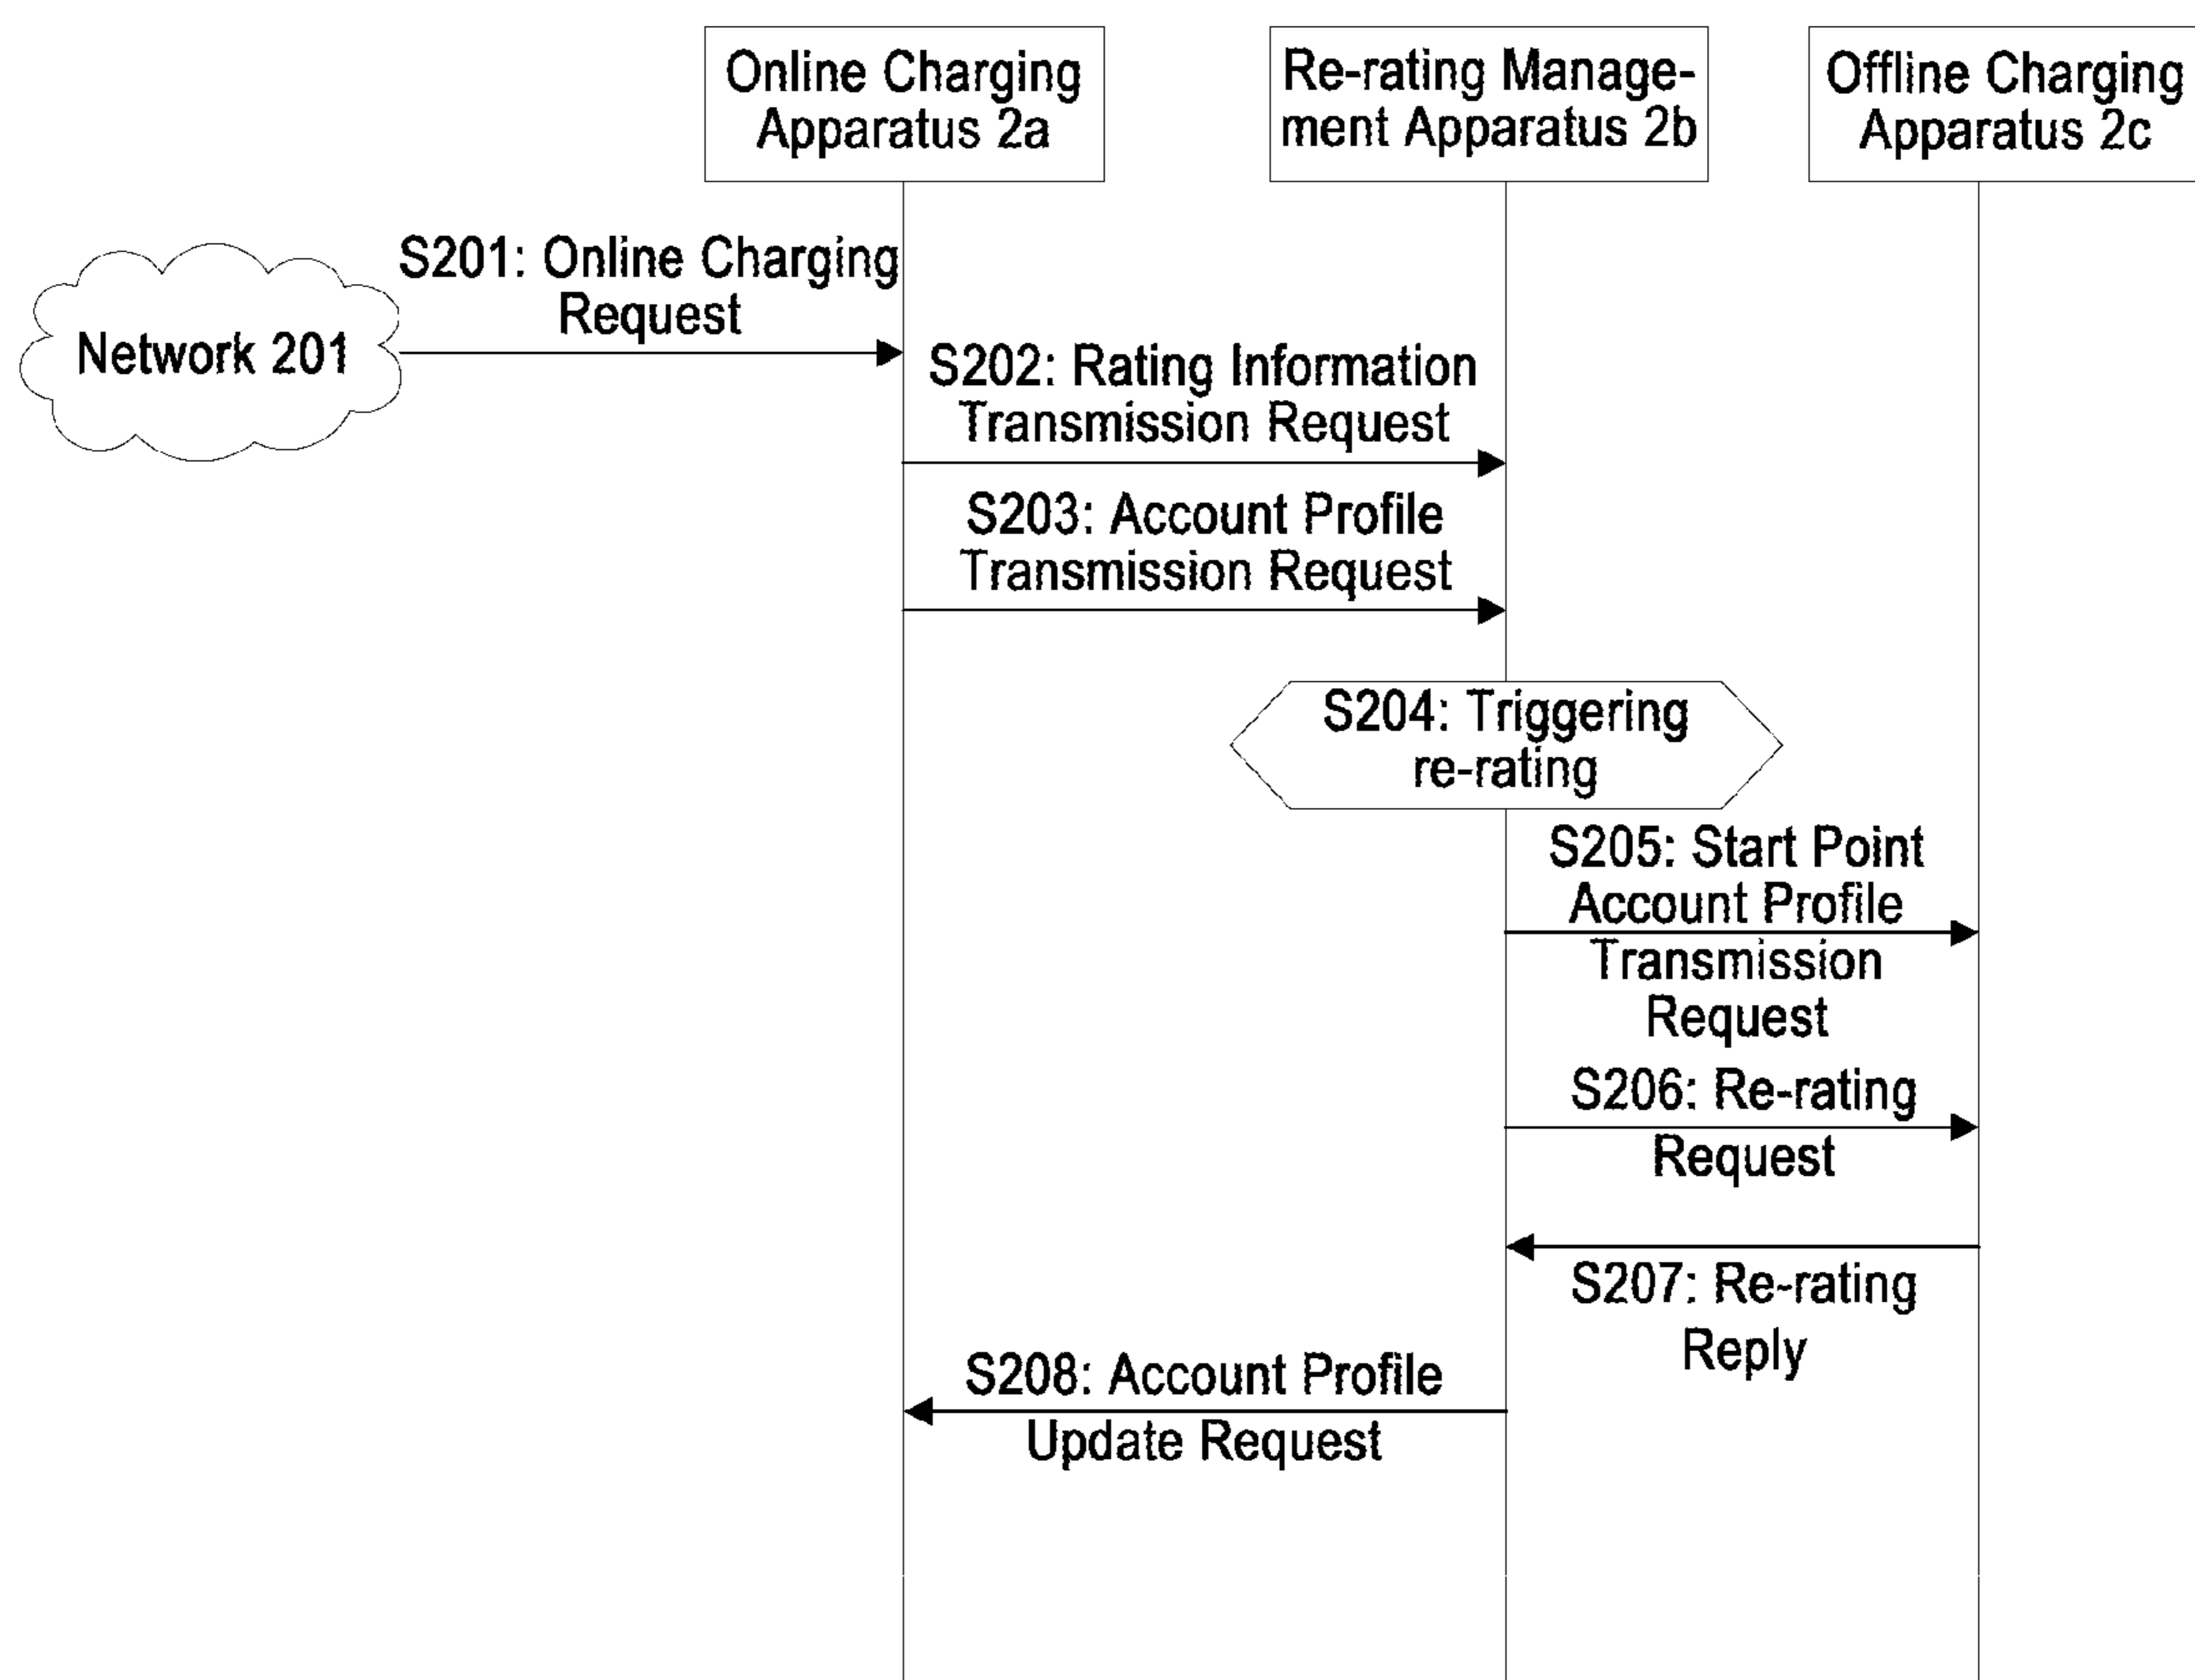 Online Charging
Apparatus 2a
Re-rating Manage-
ment Apparatus 2b
Offline Charging
Apparatus 2c
Network 201
S201: Online Charging
Request
S202: Rating Information
Transmission Request
S203: Account Profile
Transmission Request
S204: Triggering
re-rating
S205: Start Point
Account Profile
Transmission
Request
S206: Re-rating
Request
S207: Re-rating
Reply
S208: Account Profile
Update Request